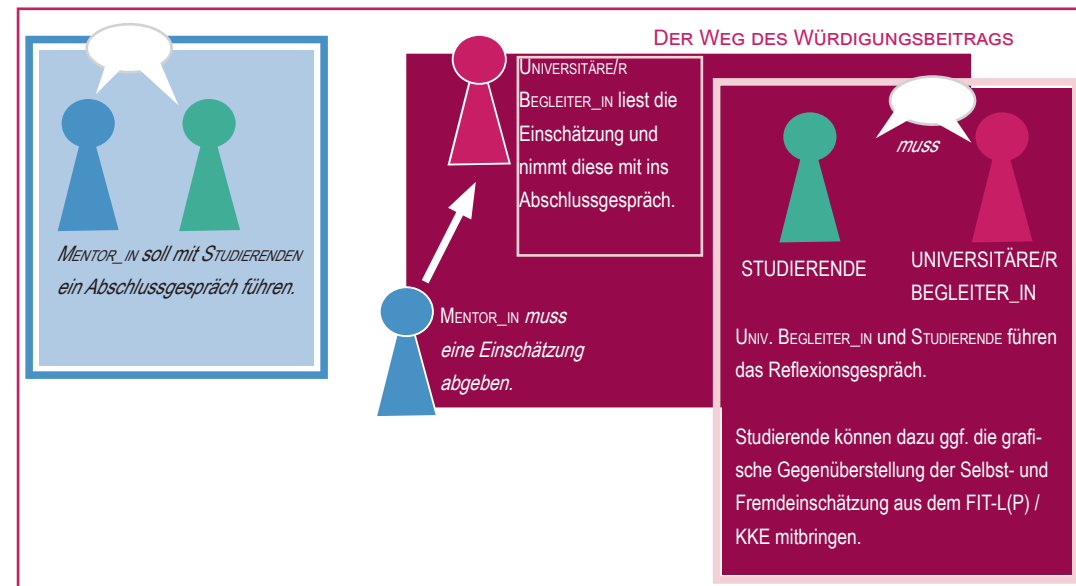 Der Weg des Würdigungsbeitrags
Mentor_in soll mit Studierenden
ein Abschlussgespräch führen.
Universitäre/r
Begleiter_in liest die
Einschätzung und
nimmt diese mit ins
Abschlussgespräch.
Mentor_in muss
eine Einschätzung
abgeben.
muss
STUDIERENDE
UNIVERSITÄRE/R
BEGLEITER_IN
Univ. Begleiter_in und Studierende führen
das Reflexionsgespräch.
Studierende können dazu ggf. die grafi-
sche Gegenüberstellung der Selbst- und
Fremdeinschätzung aus dem FIT-L(P) /
KKE mitbringen.